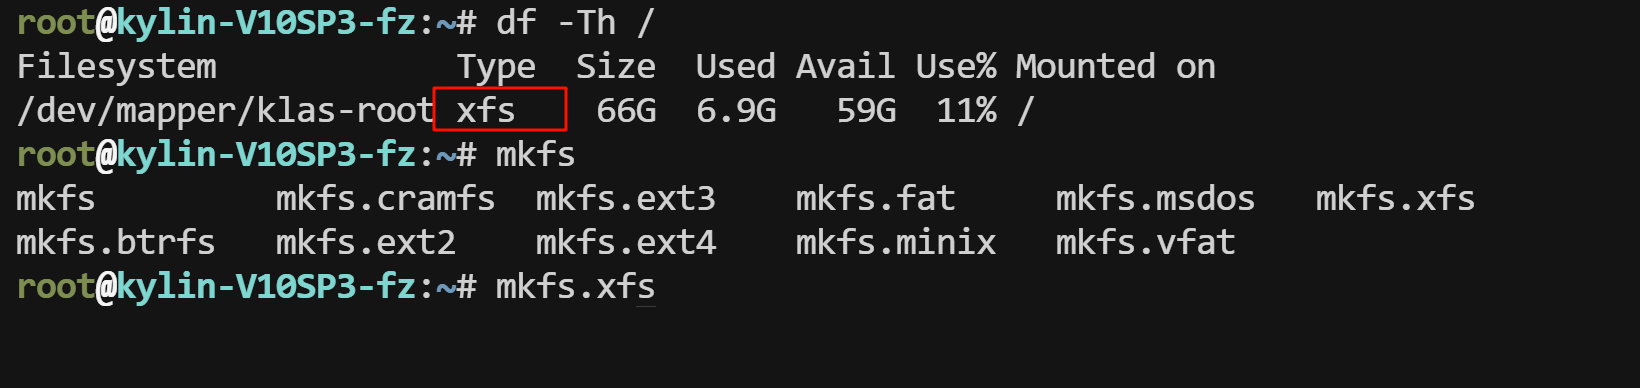 root@kylin-V10SP3-fz:~# df -Th /
Filesystem            Type  Size  Used Avail Use% Mounted on
/dev/mapper/klas-root xfs    66G  6.9G   59G  11% /
root@kylin-V10SP3-fz:~# mkfs
mkfs         mkfs.cramfs  mkfs.ext3    mkfs.fat     mkfs.msdos   mkfs.xfs
mkfs.btrfs   mkfs.ext2    mkfs.ext4    mkfs.minix   mkfs.vfat
root@kylin-V10SP3-fz:~# mkfs.xfs